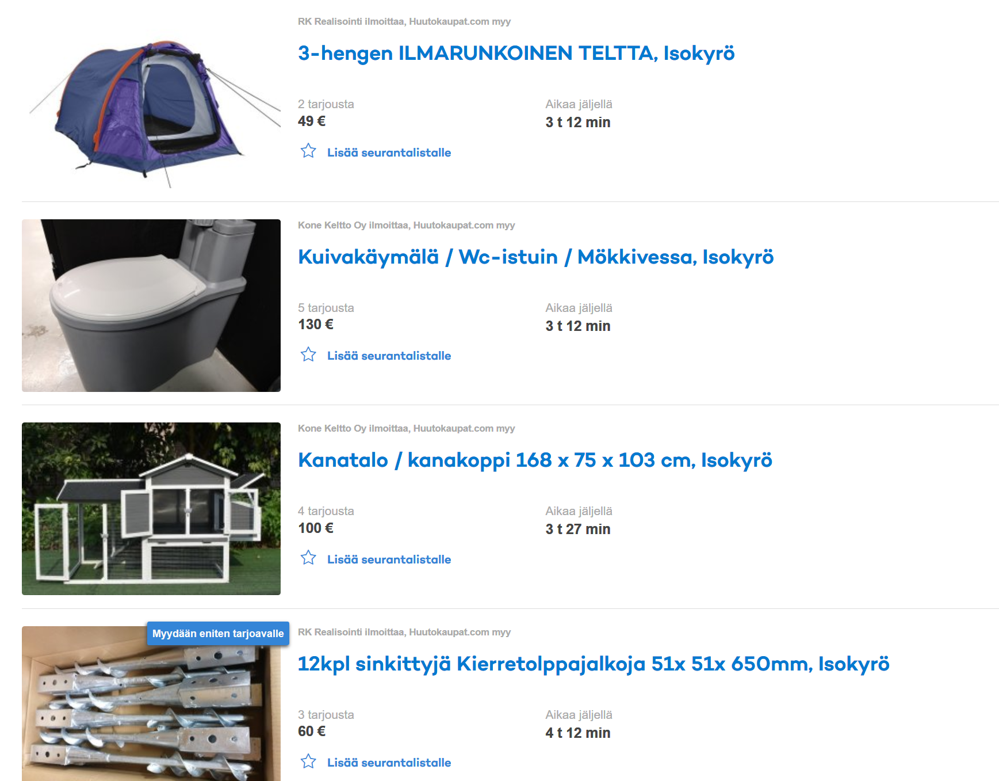 RK Realisointi ilmoittaa, Huutokaupat.com myy
3-hengen ILMARUNKOINEN TELTTA, Isokyrö
2 tarjousta
49 €
Aikaa jäljellä
3 t 12 min
Lisää seurantalistalle
Kone Keltto Oy ilmoittaa, Huutokaupat.com myy
Kuivakäymälä / Wc-istuin / Mökkivessa, Isokyrö
5 tarjousta
130 €
Aikaa jäljellä
3 t 12 min
Lisää seurantalistalle
Kone Keltto Oy ilmoittaa, Huutokaupat.com myy
Kanatalo / kanakoppi 168 x 75 x 103 cm, Isokyrö
4 tarjousta
100 €
Aikaa jäljellä
3 t 27 min
Lisää seurantalistalle
Myydään eniten tarjoavalle
RK Realisointi ilmoittaa, Huutokaupat.com myy
12kpl sinkittyjä Kierretolppajalkoja 51x 51x 650mm, Isokyrö
3 tarjousta
60 €
Aikaa jäljellä
4 t 12 min
Lisää seurantalistalle